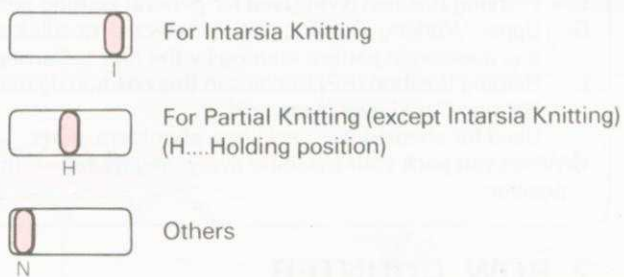 For Intarsia Knitting
I
For Partial Knitting (except Intarsia Knitting)
(H....Holding position)
H
Others
N